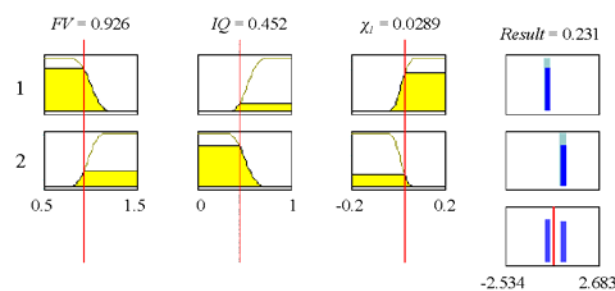 FV = 0.926 IQ = 0.452 χ₁ = 0.0289 Result = 0.231
1
2
0.5 1.5 0 1 -0.2 0.2
-2.534 2.683